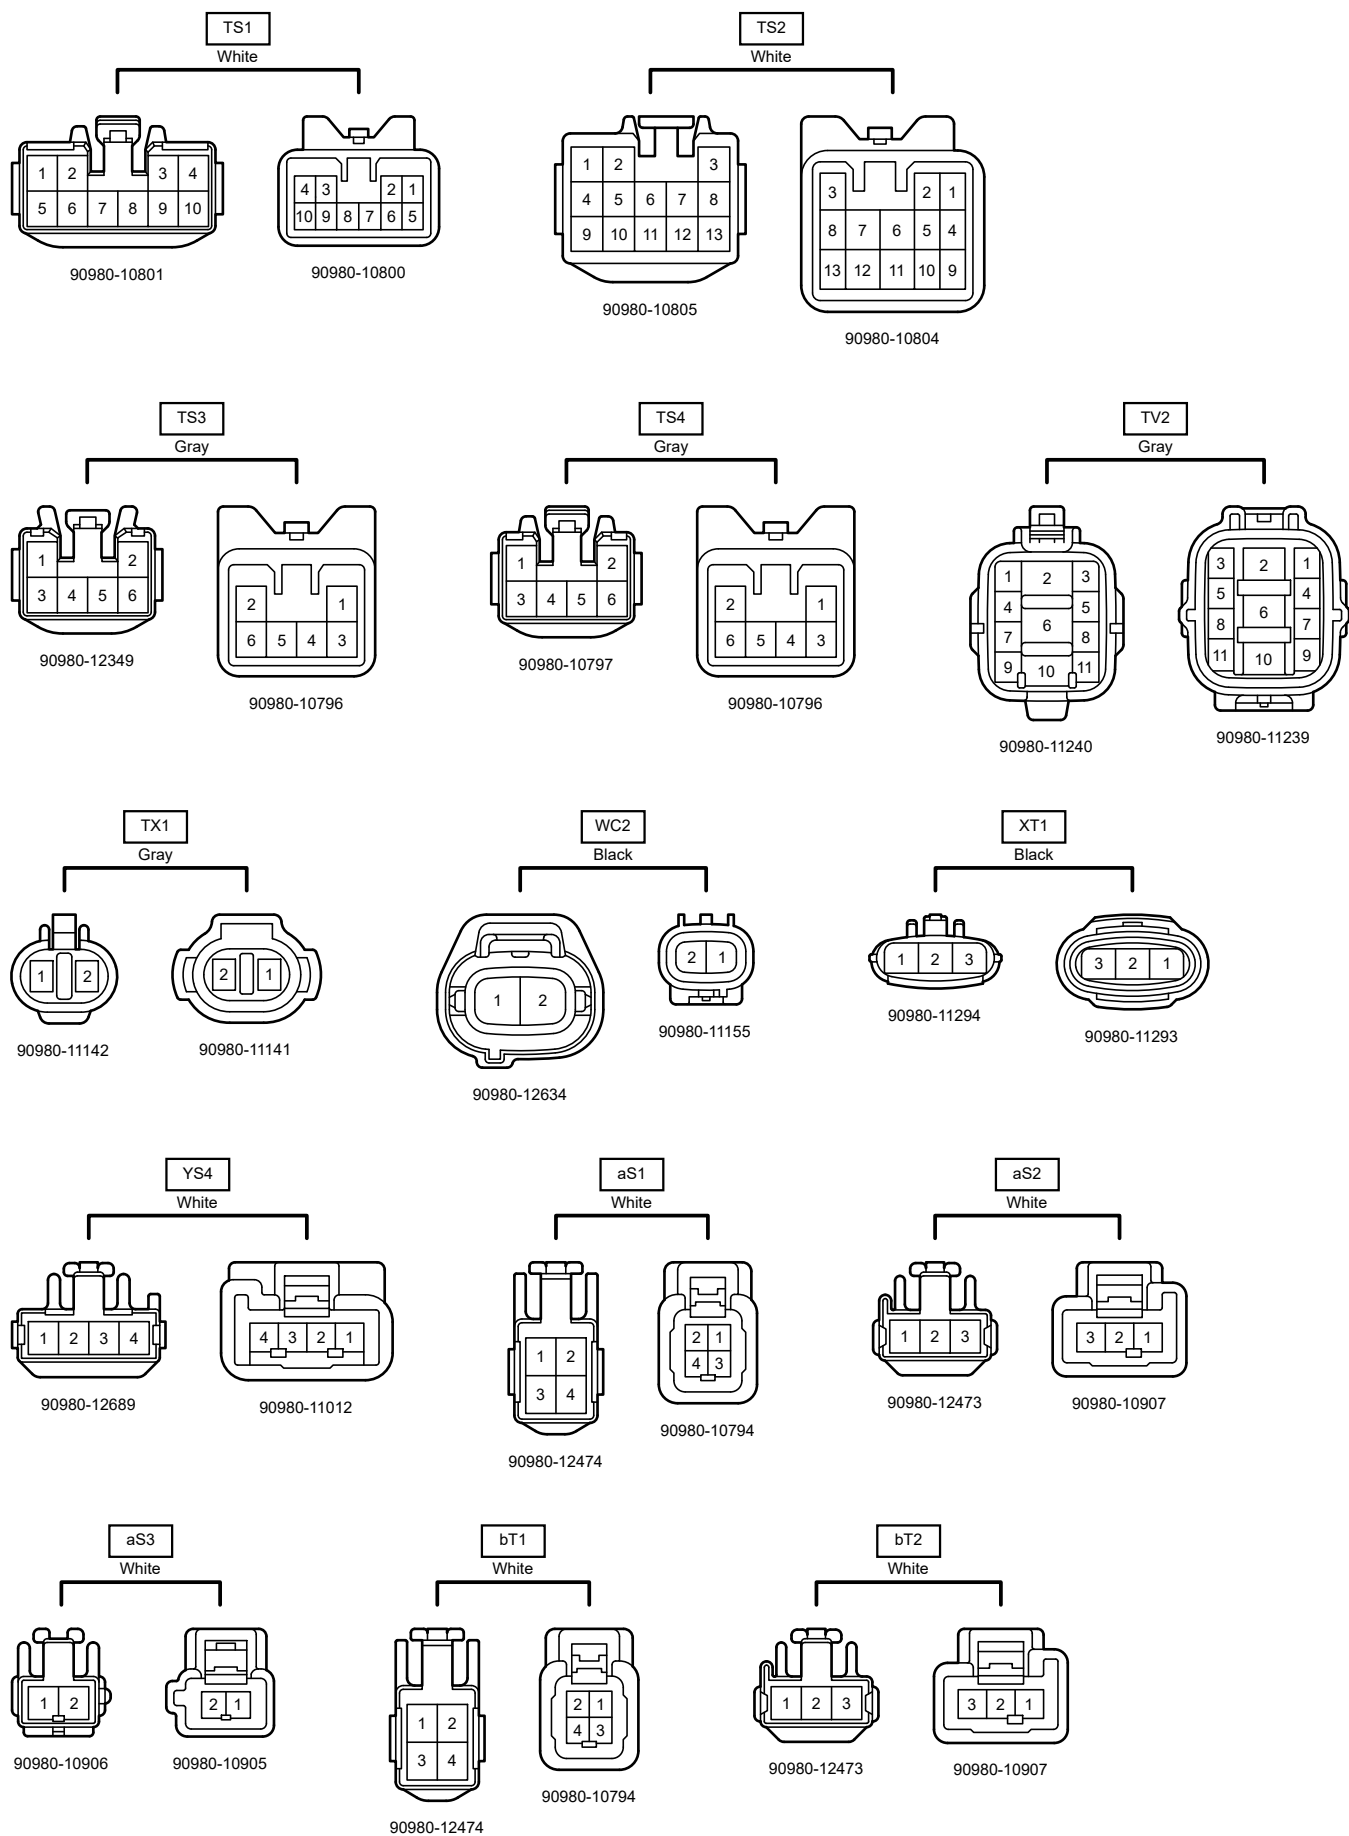 TS1
White
TS2
White
1 2 3 4
5 6 7 8 9 10
90980-10801
4 3 2 1
10 9 8 7 6 5
90980-10800
1 2 3
4 5 6 7 8
9 10 11 12 13
90980-10805
3 2 1
8 7 6 5 4
13 12 11 10 9
90980-10804
TS3
Gray
TS4
Gray
TV2
Gray
1 2
3 4 5 6
90980-12349
2 1
6 5 4 3
90980-10796
1 2
3 4 5 6
90980-10797
2 1
6 5 4 3
90980-10796
1 2 3
4 5
6
7 8
9 10 11
90980-11240
3 2 1
5 4
6
8 7
11 10 9
90980-11239
TX1
Gray
WC2
Black
XT1
Black
1 2
90980-11142
2 1
90980-11141
1 2
90980-12634
2 1
90980-11155
1 2 3
90980-11294
3 2 1
90980-11293
YS4
White
aS1
White
aS2
White
1 2 3 4
90980-12689
4 3 2 1
90980-11012
1 2
3 4
90980-12474
2 1
4 3
90980-10794
1 2 3
90980-12473
3 2 1
90980-10907
aS3
White
bT1
White
bT2
White
1 2
90980-10906
2 1
90980-10905
1 2
3 4
90980-12474
2 1
4 3
90980-10794
1 2 3
90980-12473
3 2 1
90980-10907